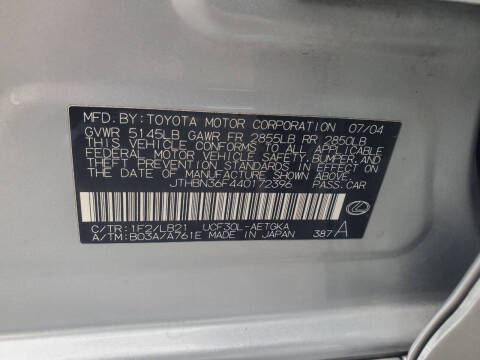 MFD. BY: TOYOTA MOTOR CORPORATION 07/04
GVWR 5145LB GAWR FR 2855LB RR 2850LB
THIS VEHICLE CONFORMS TO ALL APPLICABLE
FEDERAL MOTOR VEHICLE SAFETY, BUMPER, AND
THEFT PREVENTION STANDARDS IN EFFECT ON
THE DATE OF MANUFACTURE SHOWN ABOVE.
JTHBN36F440172396 PASS. CAR
C/TR: 1F2/LB21 UCF30L-AETGKA
A/TM: B03A/A761E MADE IN JAPAN 387 A